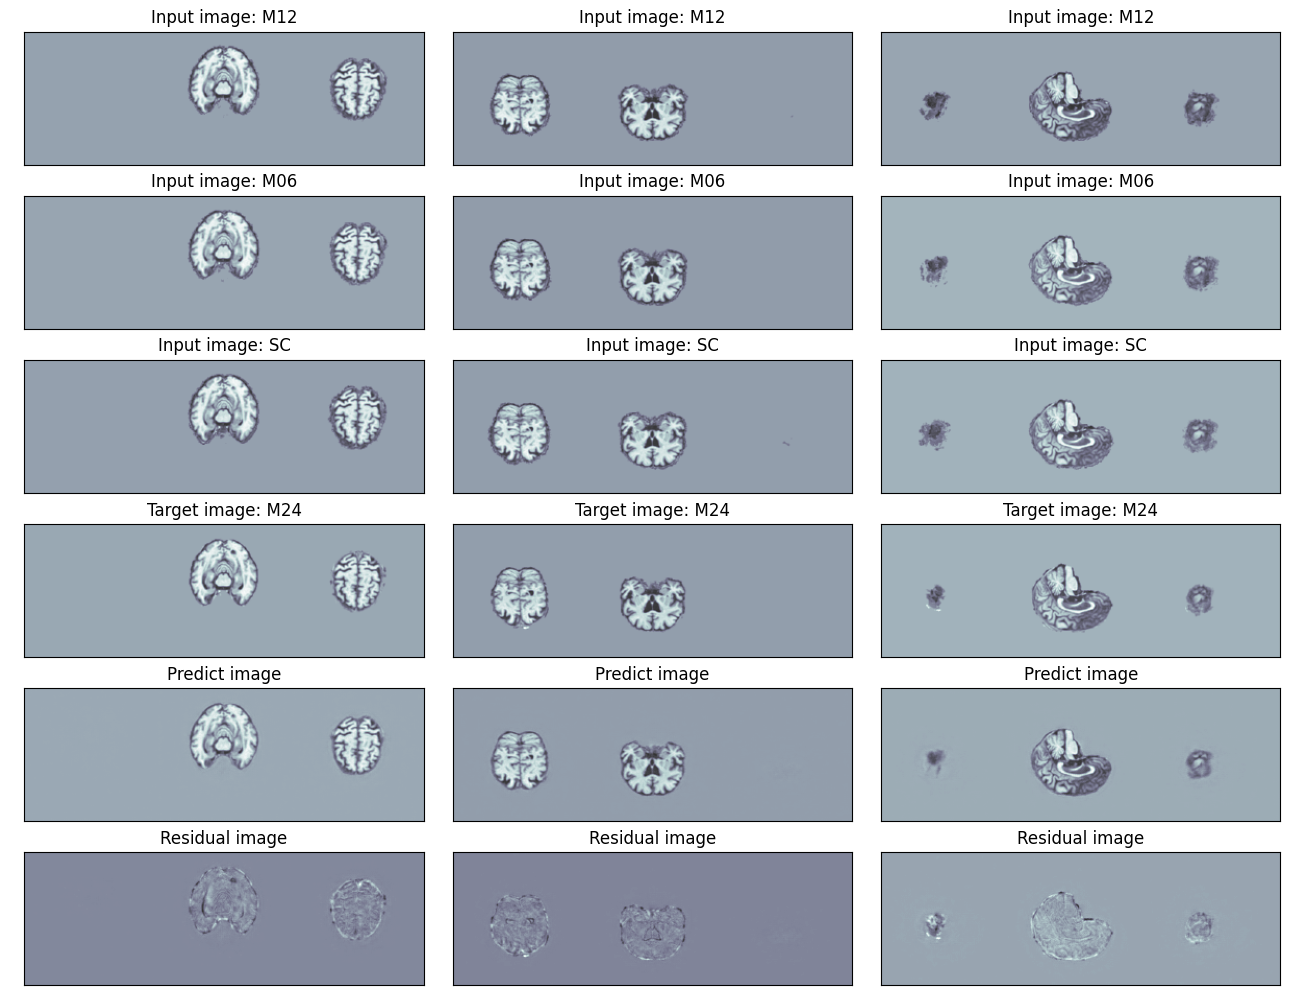 Input image: M12 Input image: M12 Input image: M12
Input image: M06 Input image: M06 Input image: M06
Input image: SC Input image: SC Input image: SC
Target image: M24 Target image: M24 Target image: M24
Predict image Predict image Predict image
Residual image Residual image Residual image